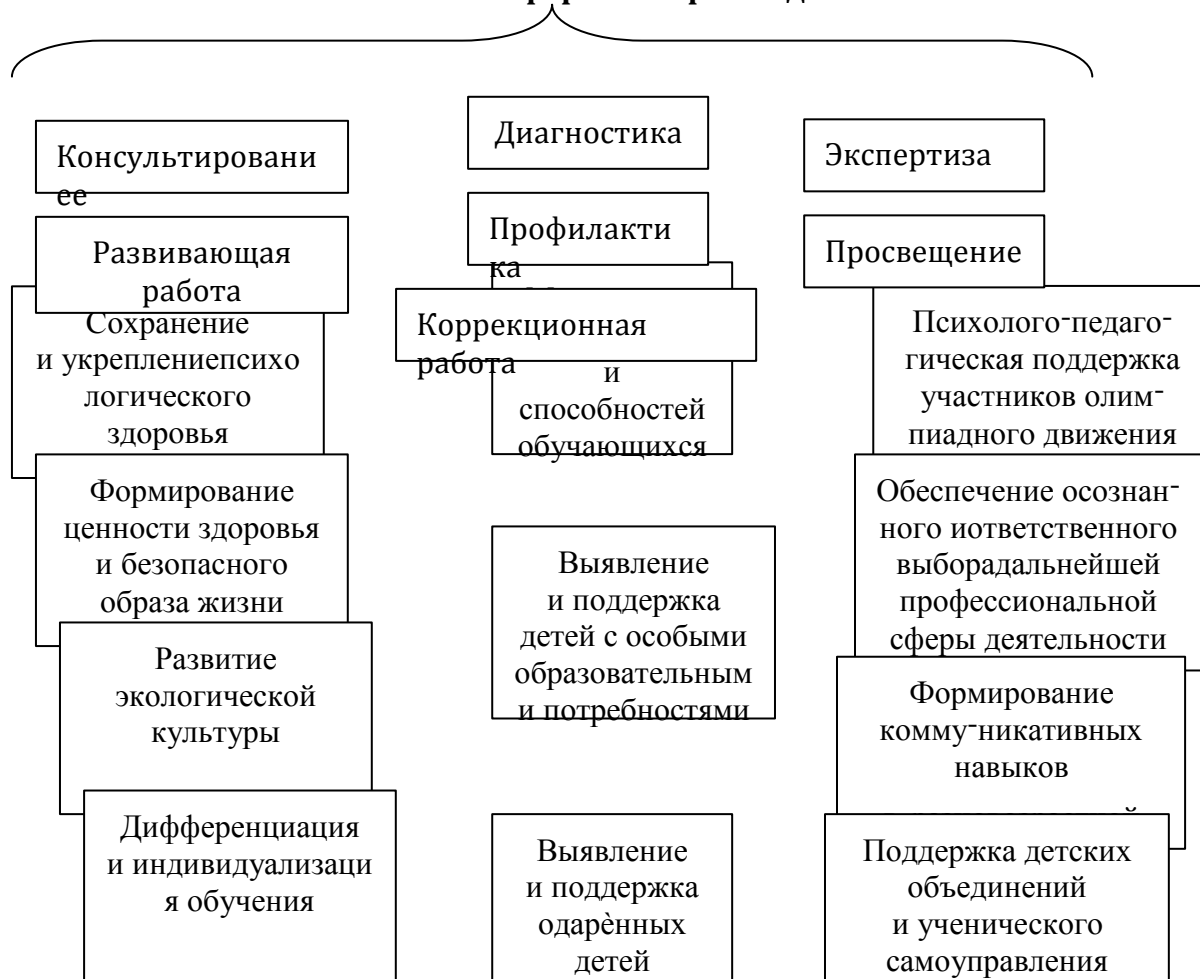 Консультировани
ее
Диагностика
Экспертиза
Развивающая
работа
Профилакти
ка
Просвещение
Коррекционная
работа
Сохранение
и укреплениепсихо
логического
здоровья
и
способностей
обучающихся
Психолого-педаго-
гическая поддержка
участников олим-
пиадного движения
Формирование
ценности здоровья
и безопасного
образа жизни
Выявление
и поддержка
детей с особыми
образовательным
и потребностями
Обеспечение осознан-
ного иответственного
выборадальнейшей
профессиональной
сферы деятельности
Развитие
экологической
культуры
Формирование
комму-никативных
навыков
Дифференциация
и индивидуализаци
я обучения
Выявление
и поддержка
одарѐнных
детей
Поддержка детских
объединений
и ученического
самоуправления